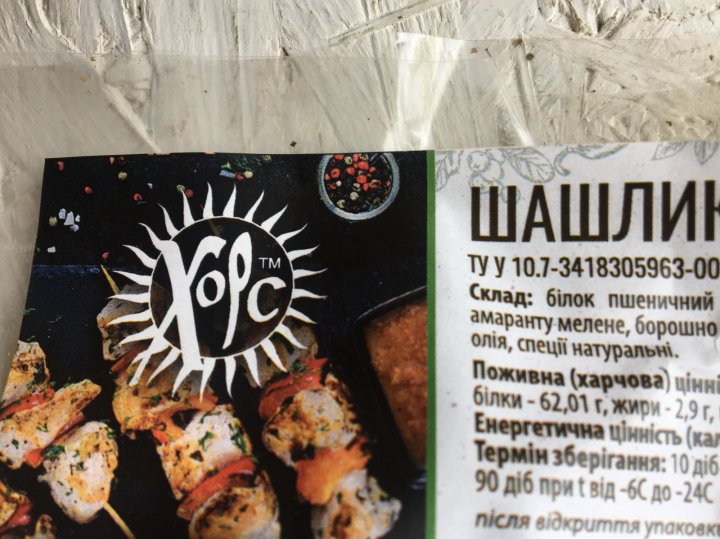 Хорс™
ШАШЛИК
ТУ У 10.7-3418305963-00
Склад: білок пшеничний
амаранту мелене, борошно
олія, спеції натуральні.
Поживна (харчова) цінні
білки - 62,01 г, жири - 2,9 г,
Енергетична цінність (кал
Термін зберігання: 10 діб
90 діб при t від -6С до -24С
після відкриття упаковки